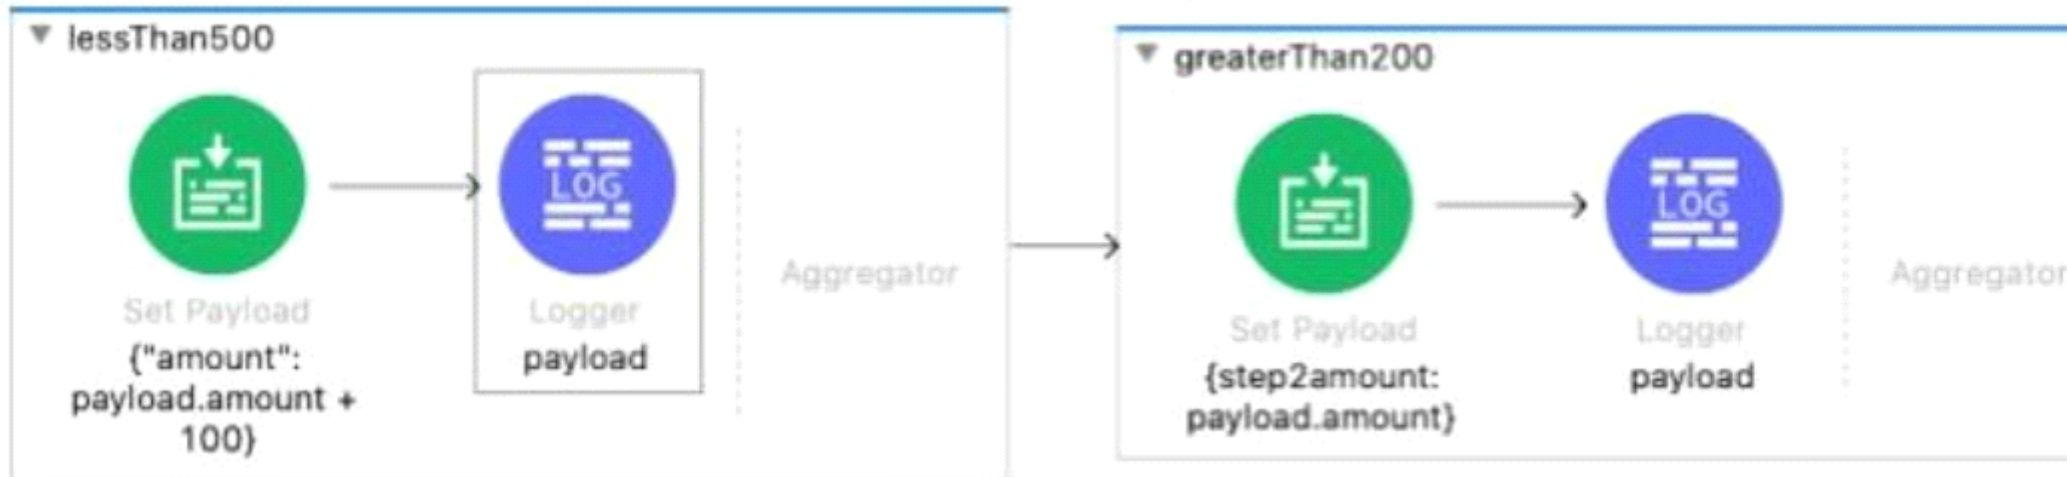 lessThan500
LOG
Set Payload
{"amount":
payload.amount +
100}
Logger
payload
Aggregator
greaterThan200
LOG
Set Payload
{step2amount:
payload.amount}
Logger
payload
Aggregator